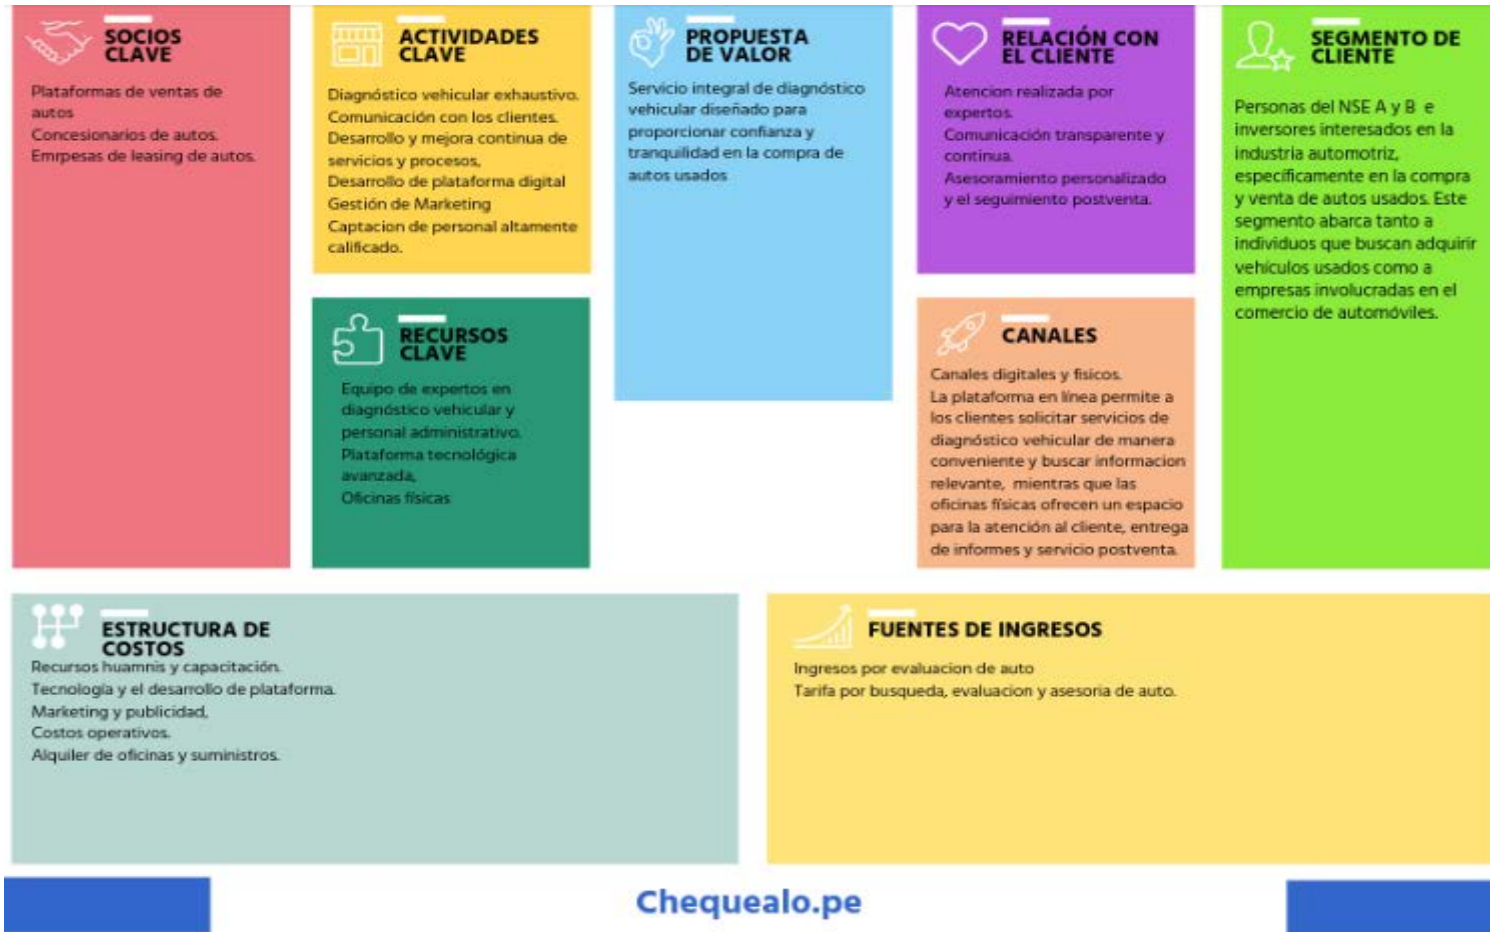 SOCIOS
CLAVE
Plataformas de ventas de
autos
Concesionarios de autos.
Emrpesas de leasing de autos.
ACTIVIDADES
CLAVE
Diagnóstico vehicular exhaustivo.
Comunicación con los clientes.
Desarrollo y mejora continua de
servicios y procesos,
Desarrollo de plataforma digital
Gestión de Marketing
Captacion de personal altamente
calificado.
RECURSOS
CLAVE
Equipo de expertos en
diagnóstico vehicular y
personal administrativo.
Plataforma tecnológica
avanzada,
Oficinas físicas
PROPUESTA
DE VALOR
Servicio integral de diagnóstico
vehicular diseñado para
proporcionar confianza y
tranquilidad en la compra de
autos usados
RELACIÓN CON
EL CLIENTE
Atencion realizada por
expertos.
Comunicación transparente y
continua.
Asesoramiento personalizado
y el seguimiento postventa.
CANALES
Canales digitales y fisicos.
La plataforma en línea permite a
los clientes solicitar servicios de
diagnóstico vehicular de manera
conveniente y buscar informacion
relevante, mientras que las
oficinas físicas ofrecen un espacio
para la atención al cliente, entrega
de informes y servicio postventa.
SEGMENTO DE
CLIENTE
Personas del NSE A y B e
inversores interesados en la
industria automotriz,
específicamente en la compra
y venta de autos usados. Este
segmento abarca tanto a
individuos que buscan adquirir
vehículos usados como a
empresas involucradas en el
comercio de automóviles.
ESTRUCTURA DE
COSTOS
Recursos huamnis y capacitación.
Tecnología y el desarrollo de plataforma.
Marketing y publicidad,
Costos operativos.
Alquiler de oficinas y suministros.
FUENTES DE INGRESOS
Ingresos por evaluacion de auto
Tarifa por busqueda, evaluacion y asesoria de auto.
Chequealo.pe